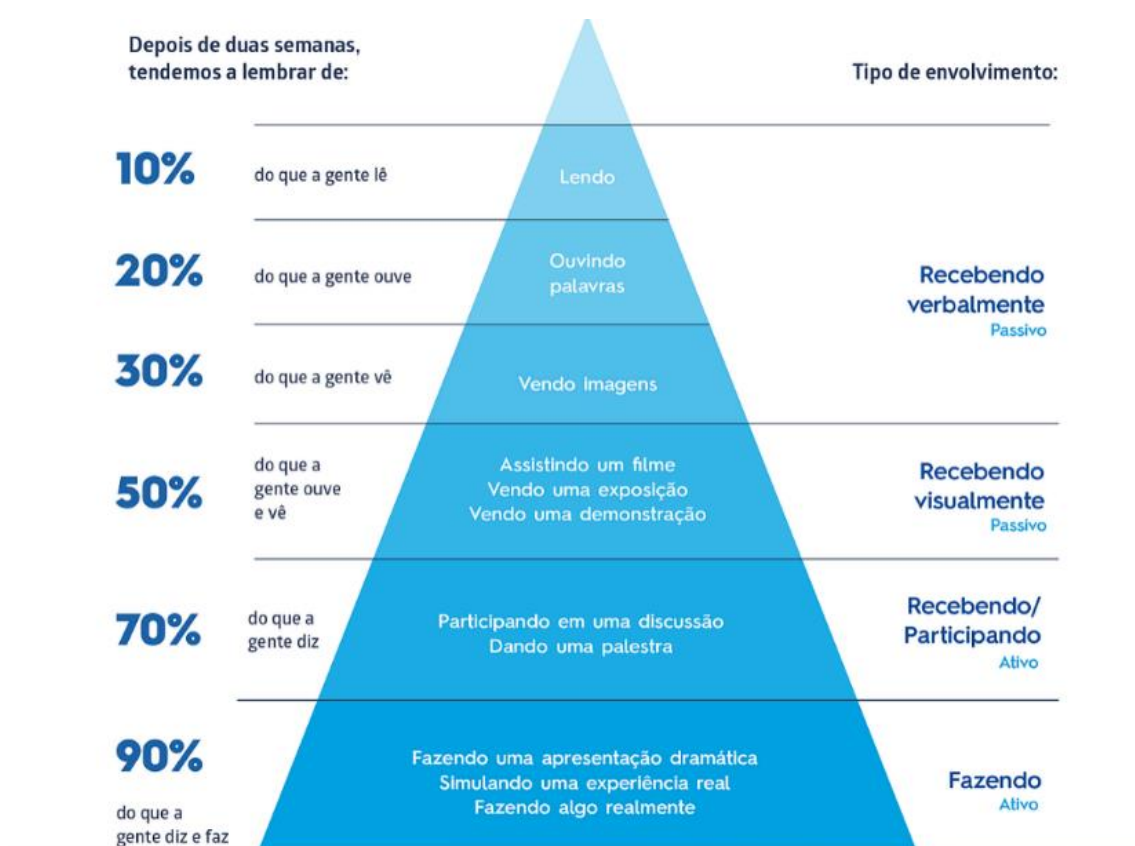 Depois de duas semanas,
tendemos a lembrar de:
Tipo de envolvimento:
10%
do que a gente lê
Lendo
20%
do que a gente ouve
Ouvindo
palavras
Recebendo
verbalmente
Passivo
30%
do que a gente vê
Vendo imagens
50%
do que a
gente ouve
e vê
Assistindo um filme
Vendo uma exposição
Vendo uma demonstração
Recebendo
visualmente
Passivo
70%
do que a
gente diz
Participando em uma discussão
Dando uma palestra
Recebendo/
Participando
Ativo
90%
do que a
gente diz e faz
Fazendo uma apresentação dramática
Simulando uma experiência real
Fazendo algo realmente
Fazendo
Ativo